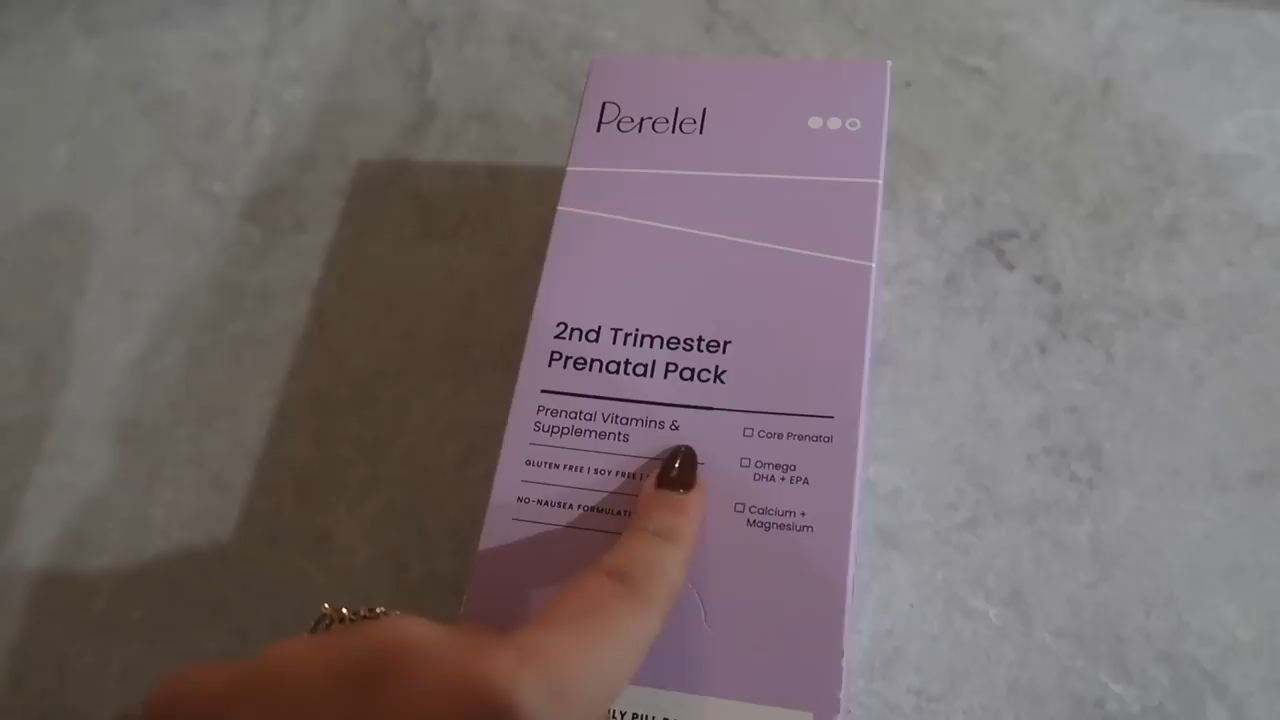 Perelel
2nd Trimester
Prenatal Pack
Prenatal Vitamins &
Supplements
GLUTEN FREE | SOY FREE |
NO-NAUSEA
☐ Core Prenatal
☐ Omega
DHA + EPA
☐ Calcium +
Magnesium